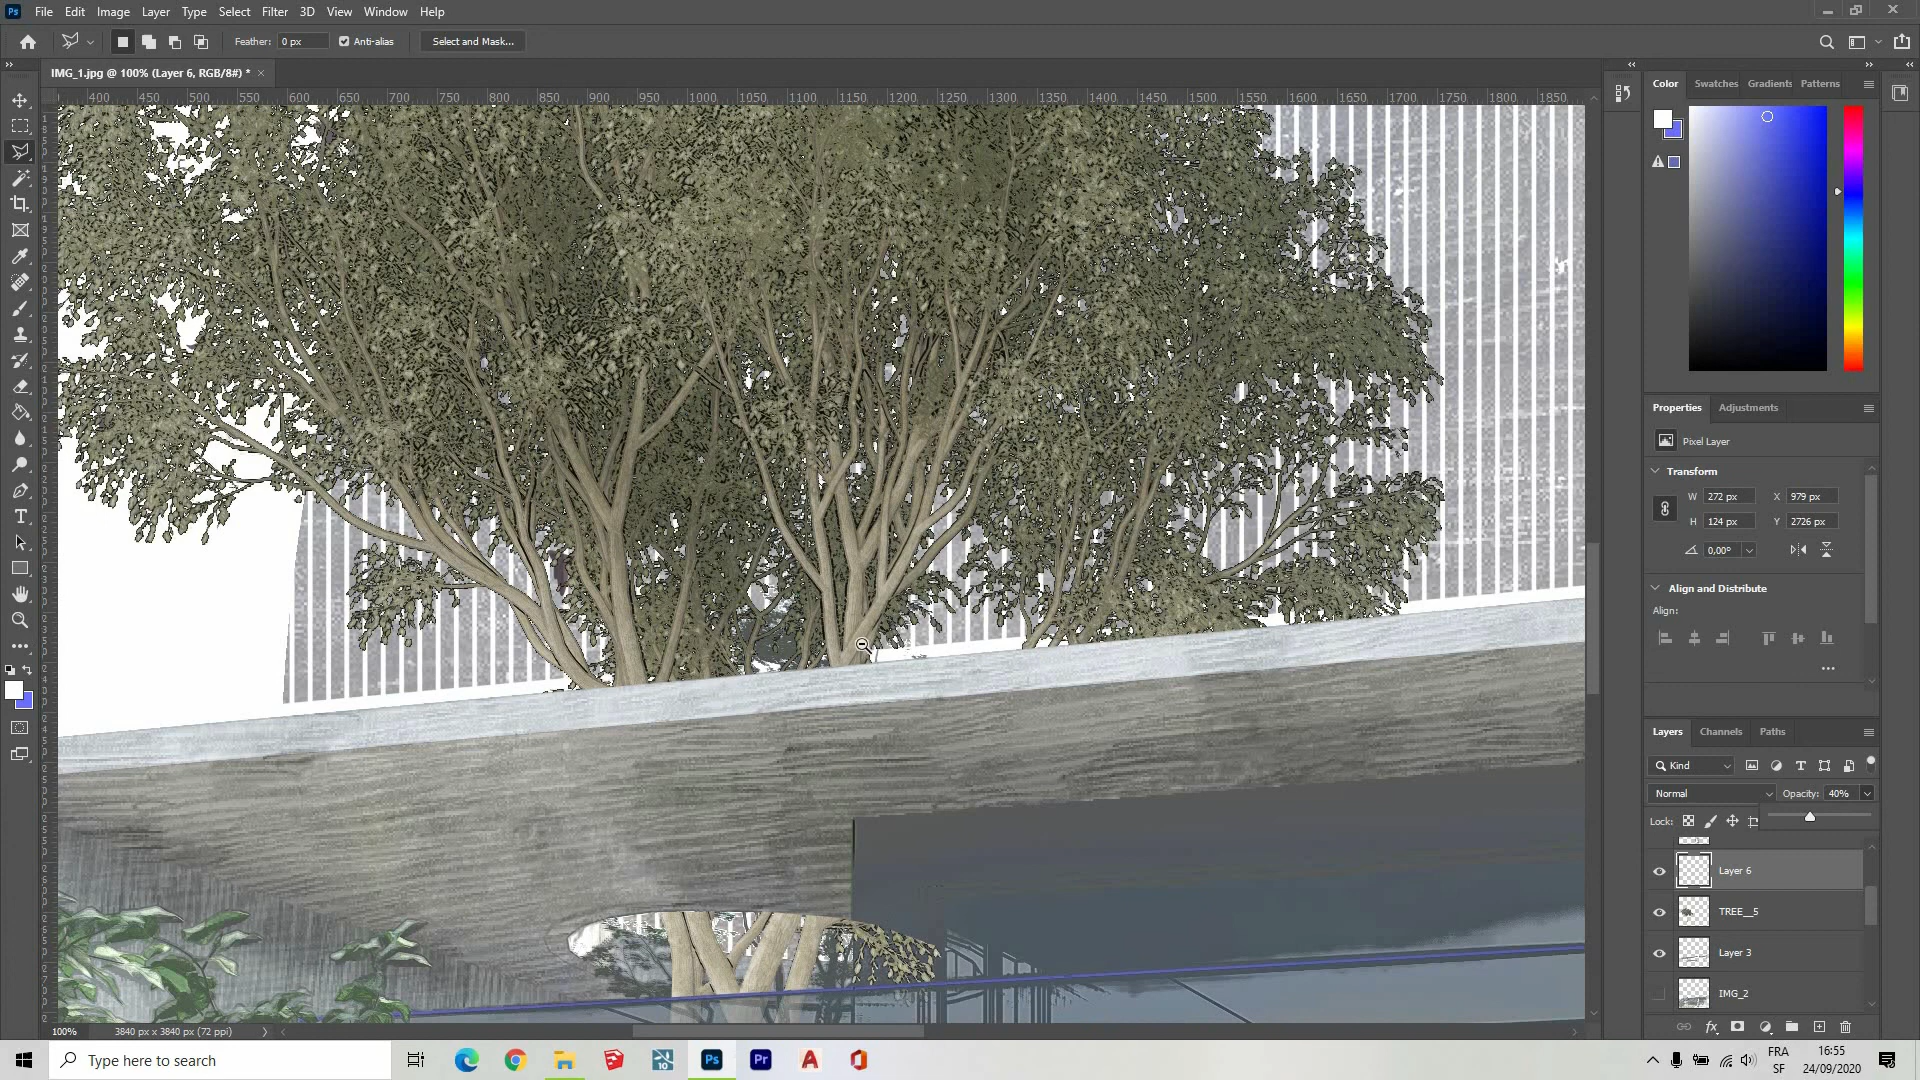 Ps File Edit Image Layer Type Select Filter 3D View Window Help
Feather: 0 px Anti-alias Select and Mask...
IMG_1.jpg @ 100% (Layer 6, RGB/8#) * ×
400 450 500 550 600 650 700 750 800 850 900 950 1000 1050 1100 1150 1200 1250 1300 1350 1400 1450 1500 1550 1600 1650 1700 1750 1800 1850
Color Swatches Gradients Patterns
Properties Adjustments
Pixel Layer
Transform
W 272 px X 979 px
H 124 px Y 2726 px
0,00°
Align and Distribute
Align:
Layers Channels Paths
Kind
Normal Opacity: 40%
Lock:
Layer 6
TREE__5
Layer 3
IMG_2
100% 3840 px x 3840 px (72 ppi)
Type here to search
10 Ps Pr A
FRA 16:55
SF 24/09/2020